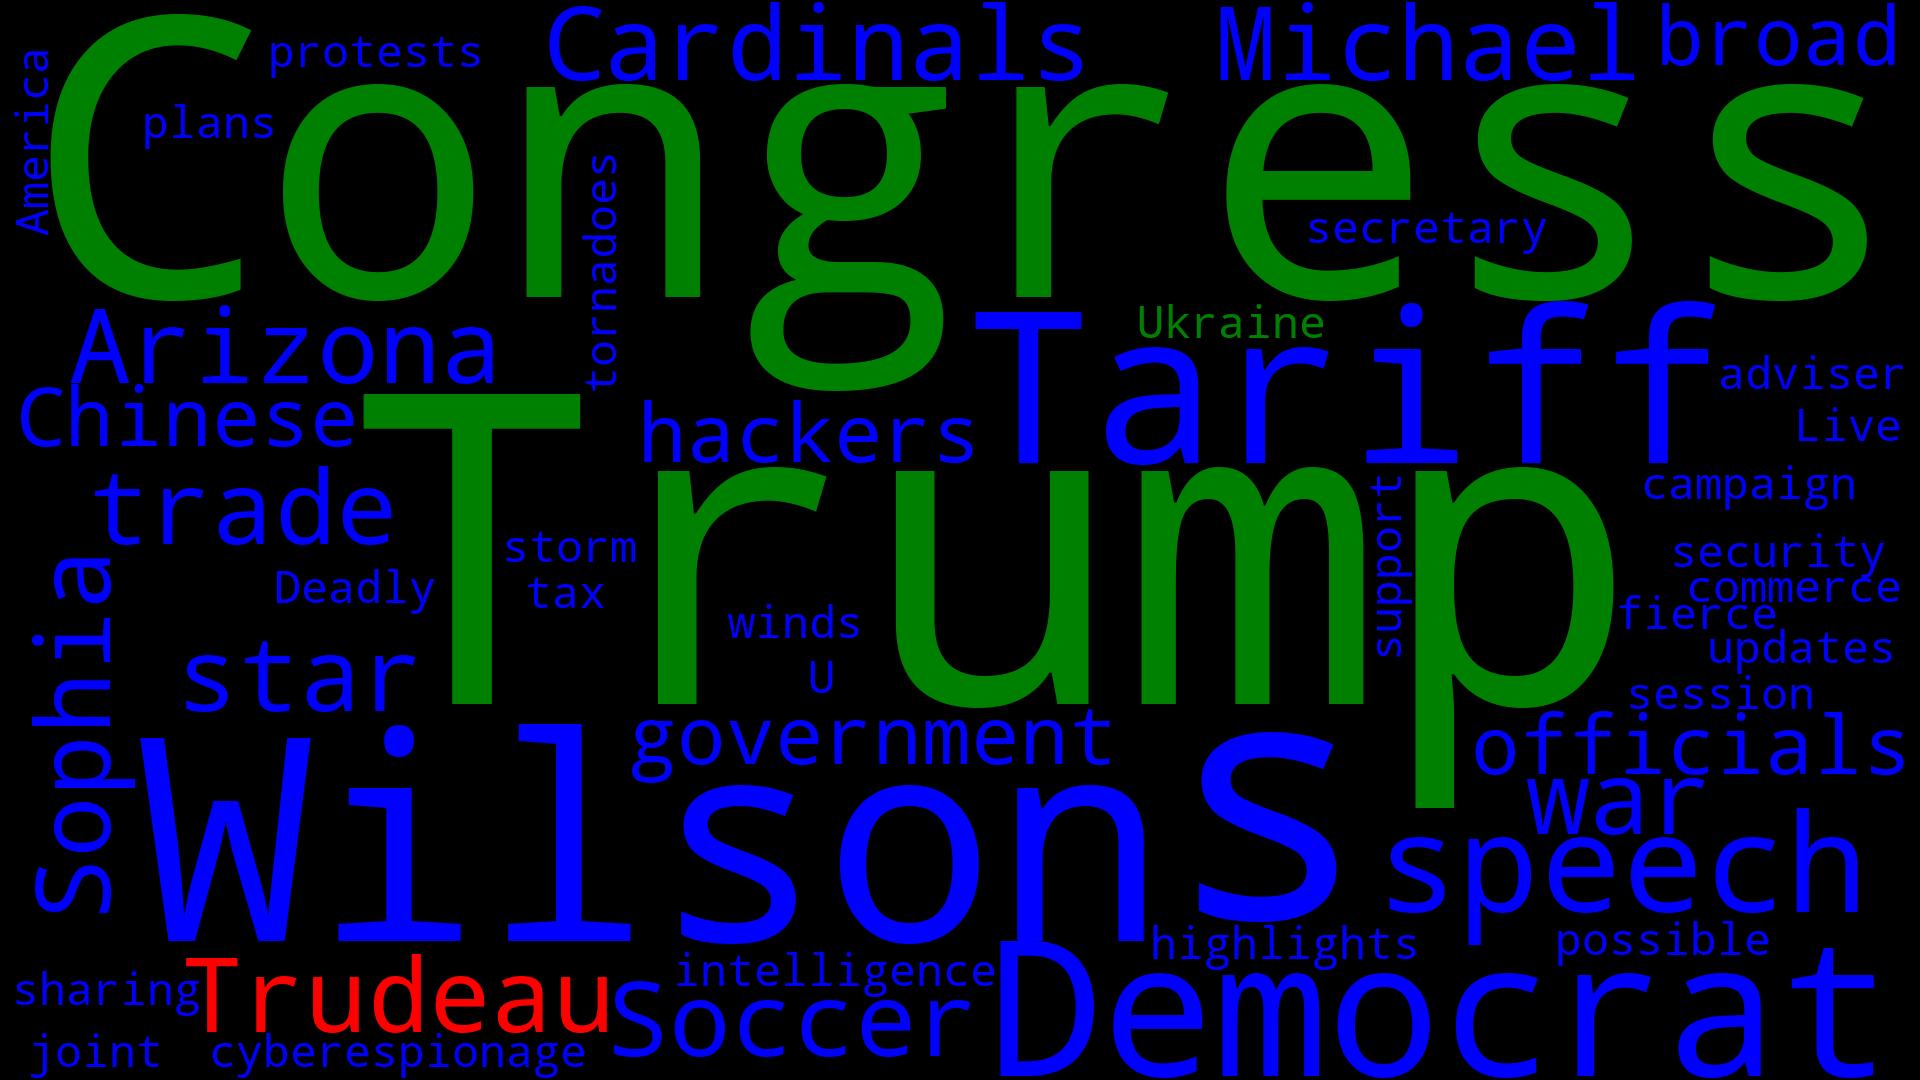 Cardinals
Michael
broad
protests
America
Congress
plans
tornadoes
secretary
Arizona
Ukraine
Tariff
adviser
Chinese
hackers
Live
Trump
trade
support
campaign
storm
security
Deadly
tax
commerce
winds
fierce
Sophia
star
U
updates
session
government
officials
Wilsons
war
speech
highlights
possible
sharing
Trudeau
intelligence
Soccer
Democrat
joint
cyberespionage